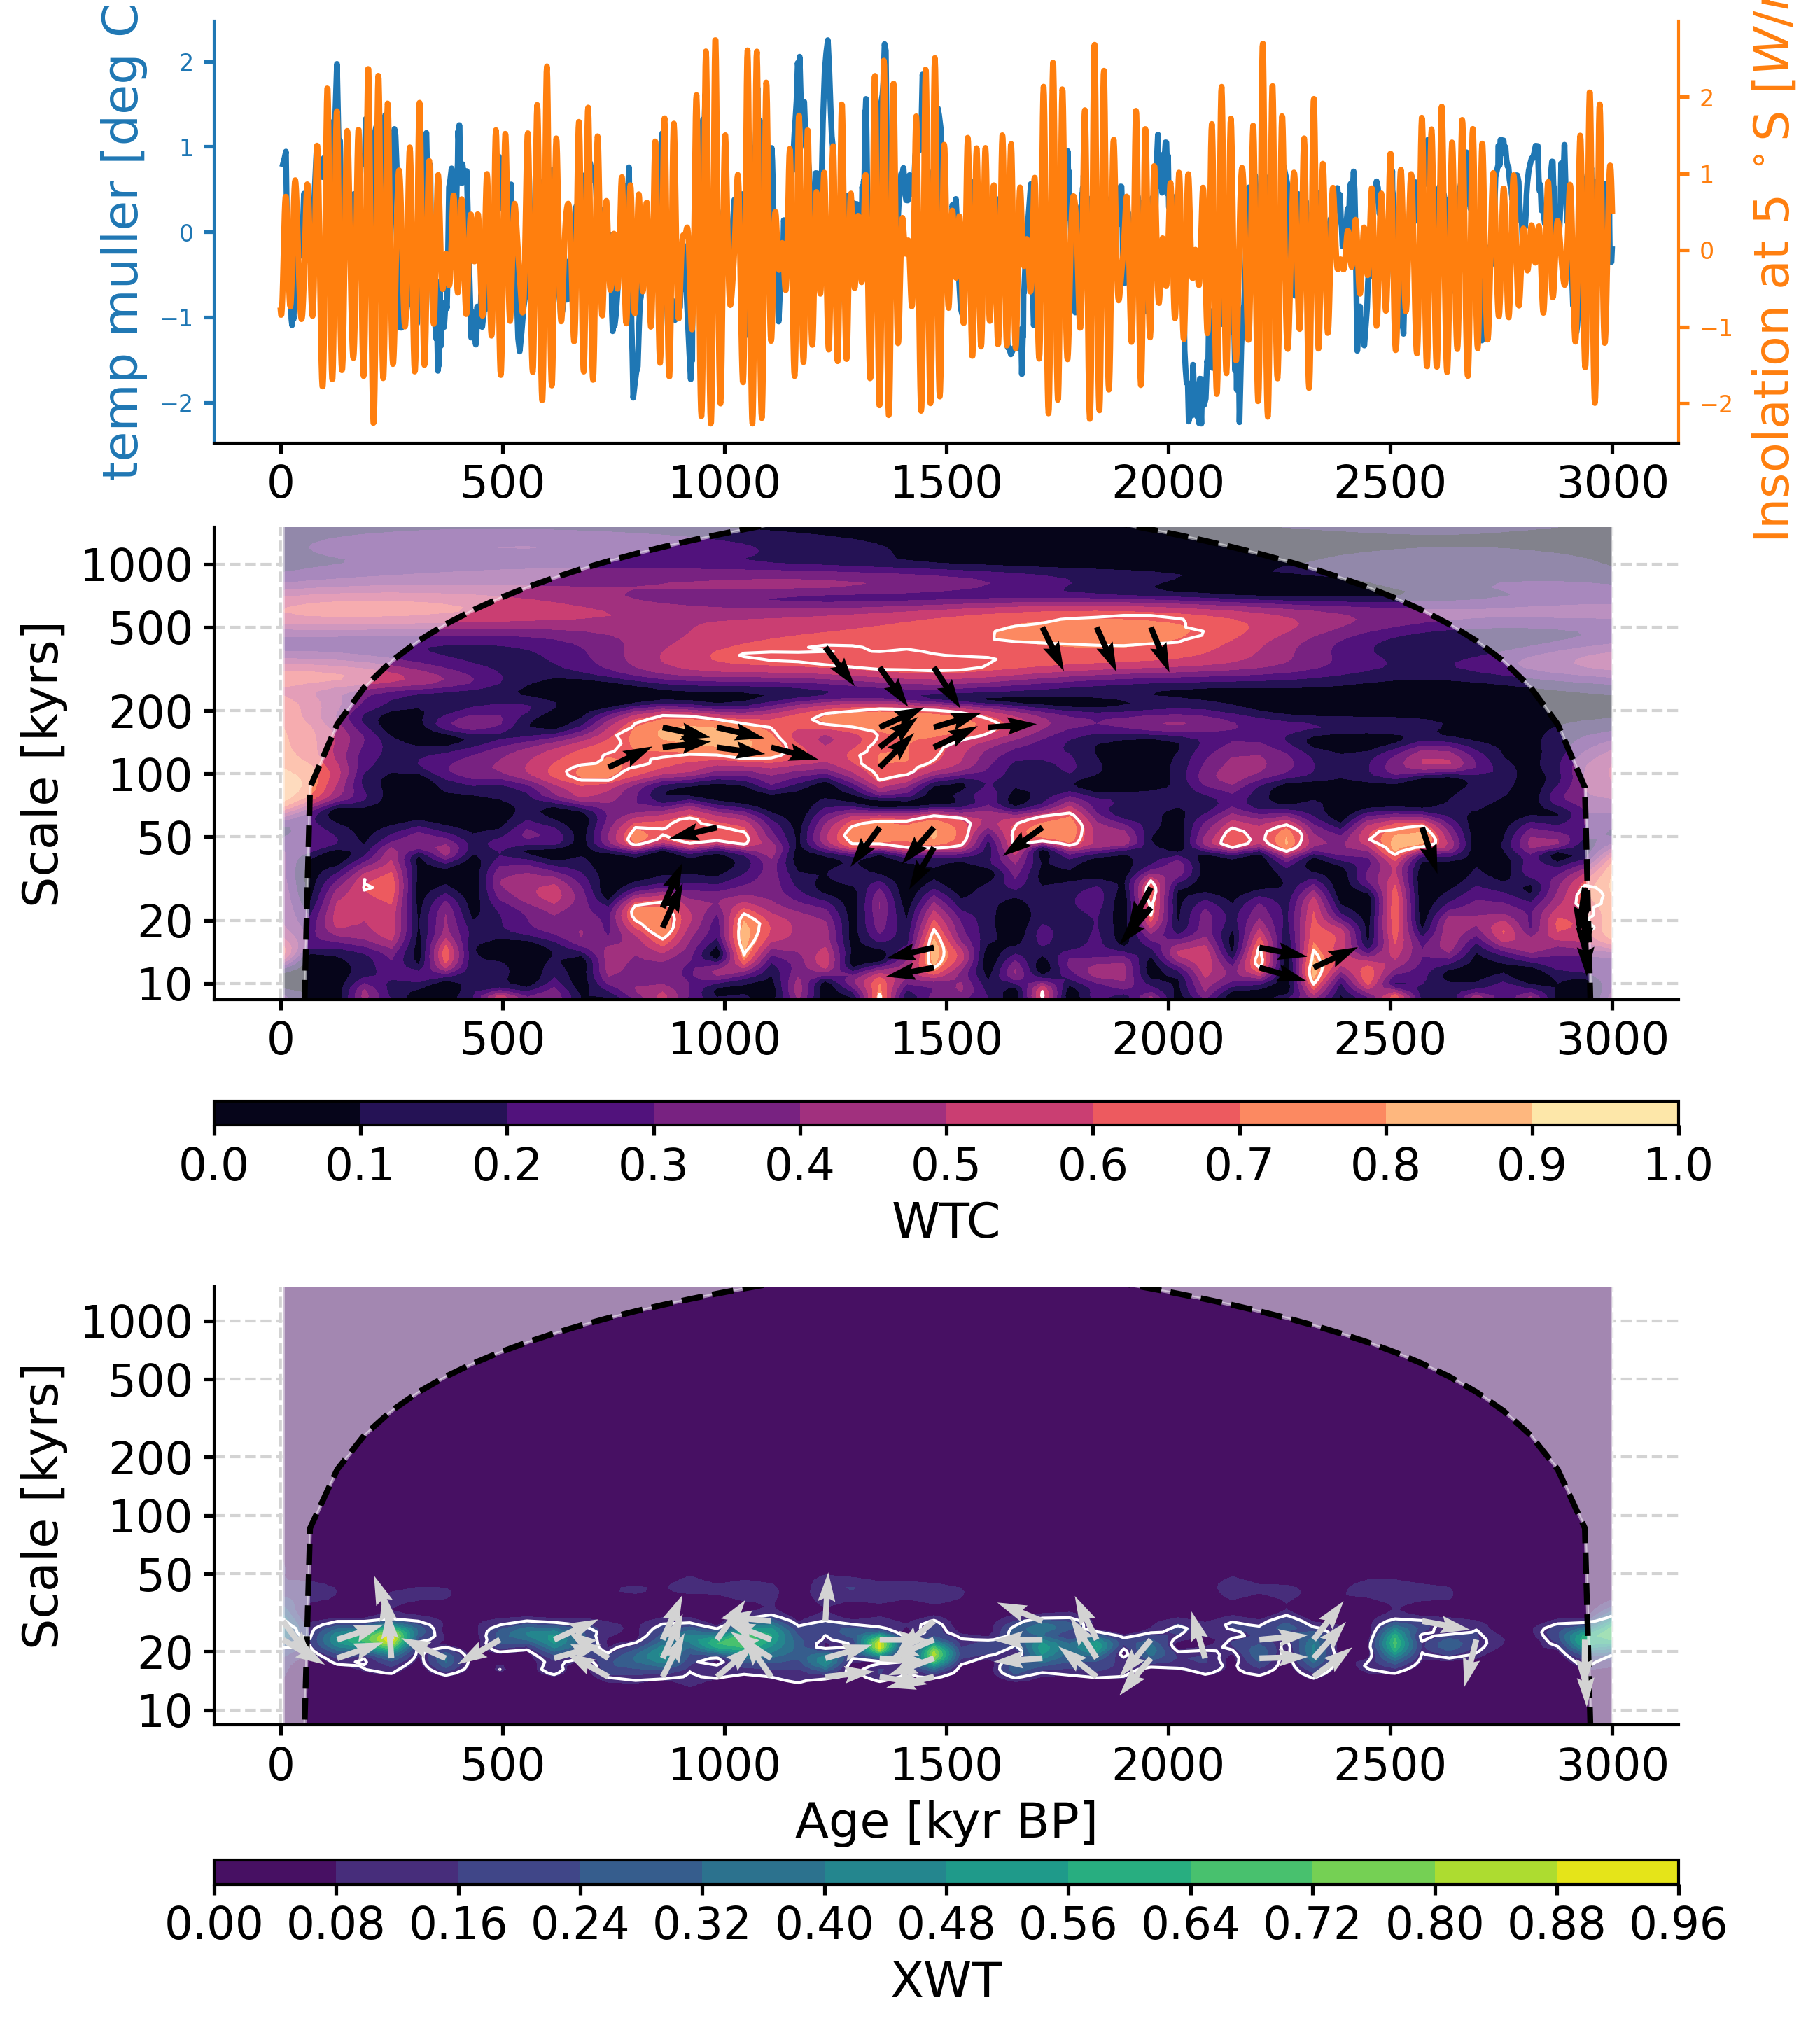 temp muller [deg C
2
1
0
−1
−2
2
1
0
−1
−2
Insolation at 5 ° S [W/
0 500 1000 1500 2000 2500 3000
Scale [kyrs]
1000
500
200
100
50
20
10
0 500 1000 1500 2000 2500 3000
0.0 0.1 0.2 0.3 0.4 0.5 0.6 0.7 0.8 0.9 1.0
WTC
Scale [kyrs]
1000
500
200
100
50
20
10
0 500 1000 1500 2000 2500 3000
Age [kyr BP]
0.00 0.08 0.16 0.24 0.32 0.40 0.48 0.56 0.64 0.72 0.80 0.88 0.96
XWT